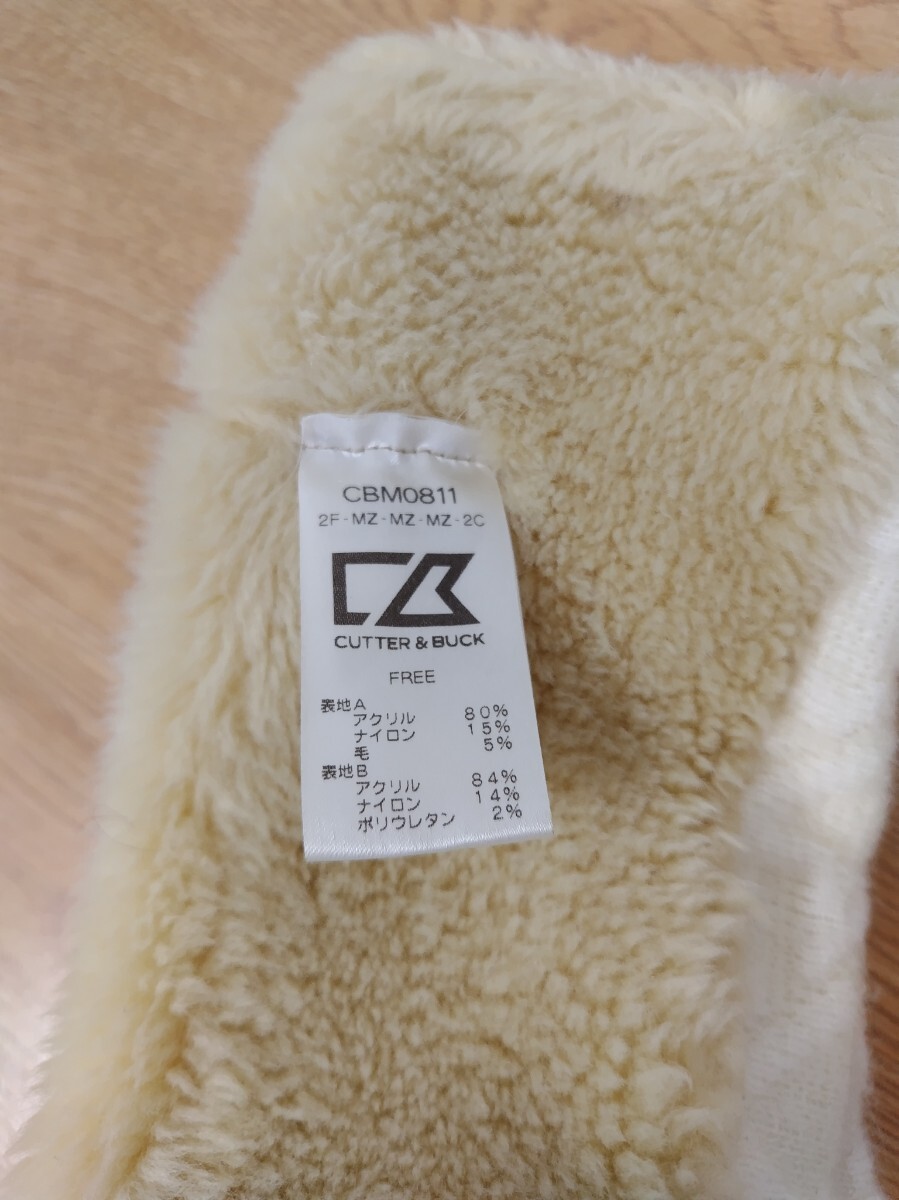 CBM0811
2F-MZ-MZ-MZ-2C
CUTTER & BUCK
FREE
表地A
アクリル 80%
ナイロン 15%
毛 5%
表地B
アクリル 84%
ナイロン 14%
ポリウレタン 2%